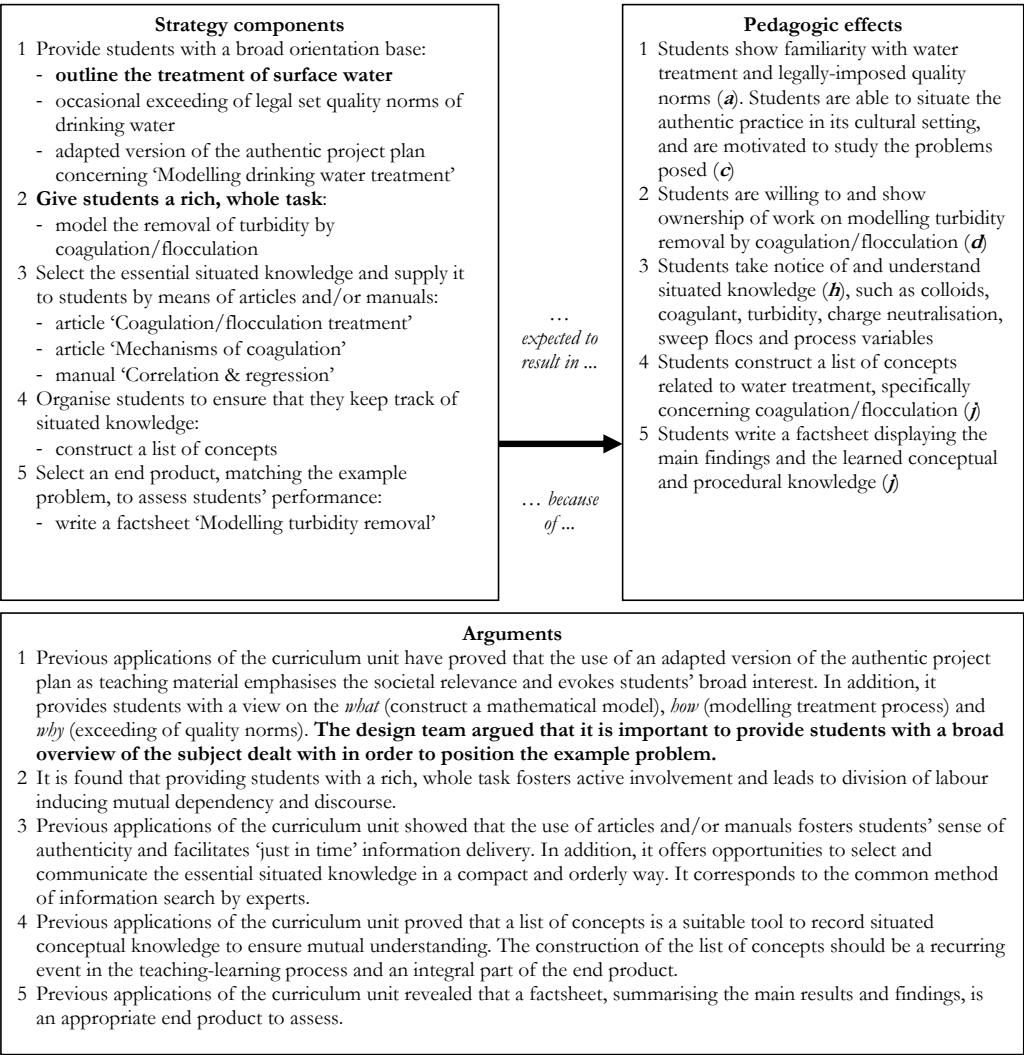 Strategy components
1 Provide students with a broad orientation base:
- outline the treatment of surface water
- occasional exceeding of legal set quality norms of
drinking water
- adapted version of the authentic project plan
concerning ‘Modelling drinking water treatment’
2 Give students a rich, whole task:
- model the removal of turbidity by
coagulation/flocculation
3 Select the essential situated knowledge and supply it
to students by means of articles and/or manuals:
- article ‘Coagulation/flocculation treatment’
- article ‘Mechanisms of coagulation’
- manual ‘Correlation & regression’
4 Organise students to ensure that they keep track of
situated knowledge:
- construct a list of concepts
5 Select an end product, matching the example
problem, to assess students’ performance:
- write a factsheet ‘Modelling turbidity removal’
…
expected to
result in ...
… because
of ...
Pedagogic effects
1 Students show familiarity with water
treatment and legally-imposed quality
norms (a). Students are able to situate the
authentic practice in its cultural setting,
and are motivated to study the problems
posed (c)
2 Students are willing to and show
ownership of work on modelling turbidity
removal by coagulation/flocculation (d)
3 Students take notice of and understand
situated knowledge (h), such as colloids,
coagulant, turbidity, charge neutralisation,
sweep flocs and process variables
4 Students construct a list of concepts
related to water treatment, specifically
concerning coagulation/flocculation (j)
5 Students write a factsheet displaying the
main findings and the learned conceptual
and procedural knowledge (j)
Arguments
1 Previous applications of the curriculum unit have proved that the use of an adapted version of the authentic project
plan as teaching material emphasises the societal relevance and evokes students’ broad interest. In addition, it
provides students with a view on the what (construct a mathematical model), how (modelling treatment process) and
why (exceeding of quality norms). The design team argued that it is important to provide students with a broad
overview of the subject dealt with in order to position the example problem.
2 It is found that providing students with a rich, whole task fosters active involvement and leads to division of labour
inducing mutual dependency and discourse.
3 Previous applications of the curriculum unit showed that the use of articles and/or manuals fosters students’ sense of
authenticity and facilitates ‘just in time’ information delivery. In addition, it offers opportunities to select and
communicate the essential situated knowledge in a compact and orderly way. It corresponds to the common method
of information search by experts.
4 Previous applications of the curriculum unit proved that a list of concepts is a suitable tool to record situated
conceptual knowledge to ensure mutual understanding. The construction of the list of concepts should be a recurring
event in the teaching-learning process and an integral part of the end product.
5 Previous applications of the curriculum unit revealed that a factsheet, summarising the main results and findings, is
an appropriate end product to assess.